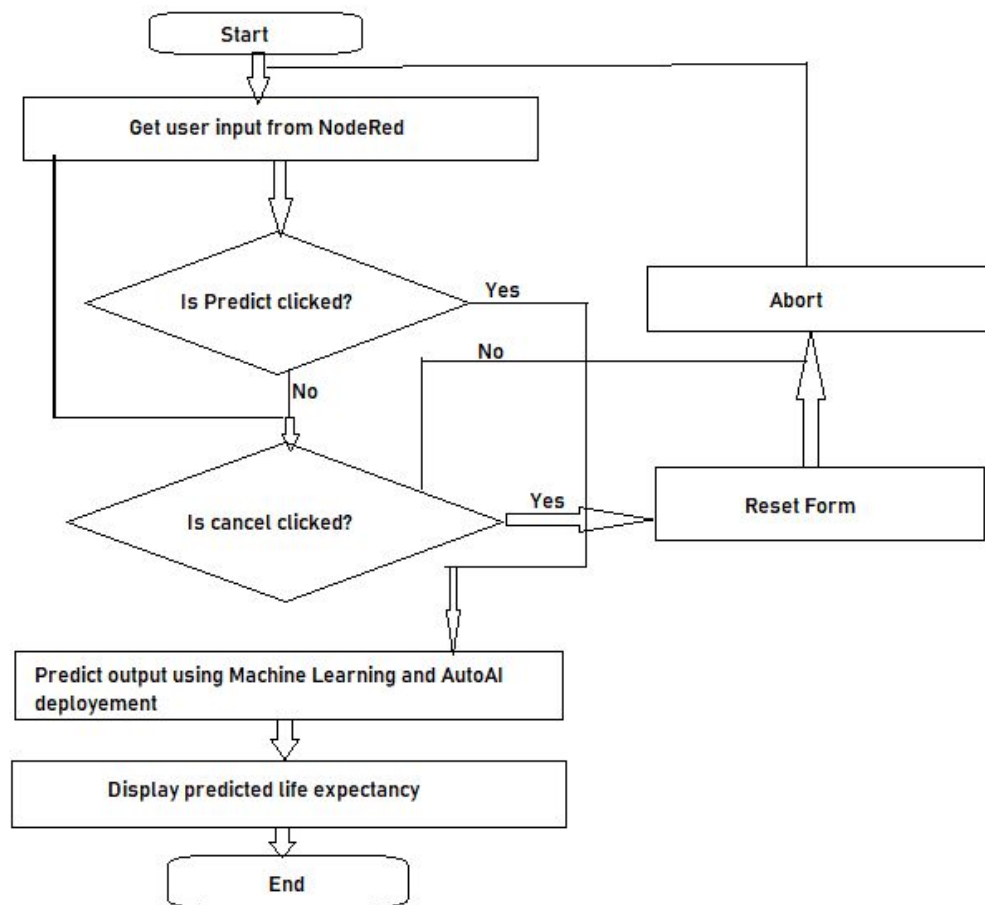 Start
Get user input from NodeRed
Is Predict clicked?
Yes
Abort
No
No
Is cancel clicked?
Yes
Reset Form
Predict output using Machine Learning and AutoAI
deployement
Display predicted life expectancy
End